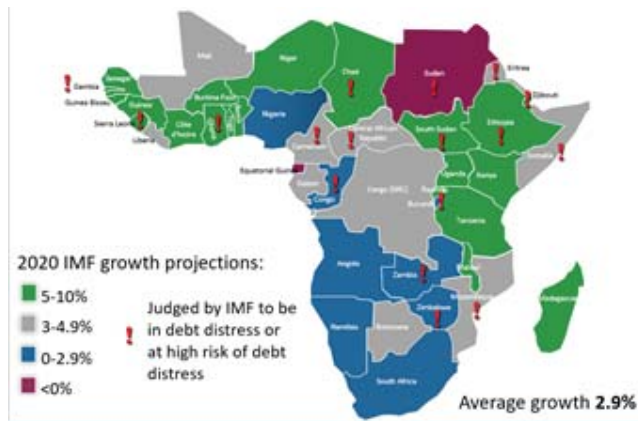 Mali
Niger
Chad
Sudan
Eritrea
Senegal
Gambia
Guinea Bissau
Guinea
Burkina Faso
Djibouti
Sierra Leone
Côte
d'Ivoire
Nigeria
South Sudan
Ethiopia
Liberia
Cameroon
Central African
Republic
Somalia
Equatorial Guinea
Uganda
Kenya
Gabon
Congo
Congo (DRC)
Rwanda
Burundi
Tanzania
2020 IMF growth projections:
5-10%
3-4.9%
0-2.9%
<0%
Judged by IMF to be
in debt distress or
at high risk of debt
distress
Angola
Zambia
Malawi
Mozambique
Zimbabwe
Madagascar
Namibia
Botswana
South Africa
Average growth 2.9%